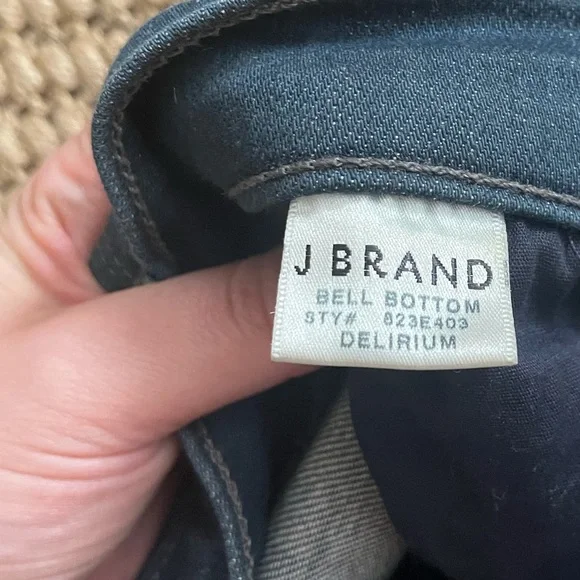 J BRAND
BELL BOTTOM
STY# 823E403
DELIRIUM